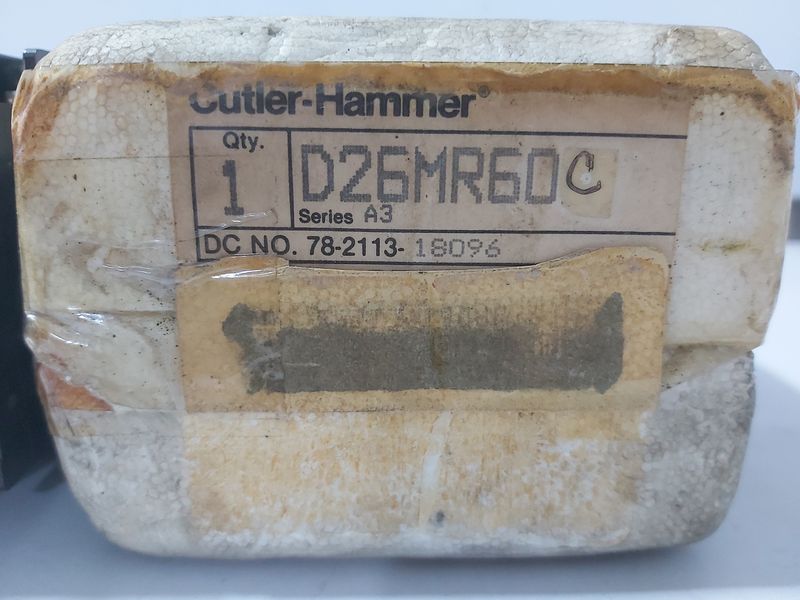 Cutler-Hammer®
Qty.
1
D26MR60C
Series A3
DC NO. 78-2113-18096